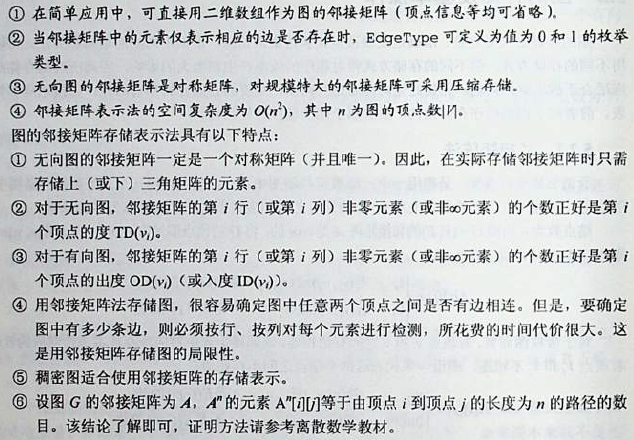 ① 在简单应用中，可直接用二维数组作为图的邻接矩阵（顶点信息等均可省略）。
② 当邻接矩阵中的元素仅表示相应的边是否存在时，EdgeType 可定义为值为 0 和 1 的枚举
类型。
③ 无向图的邻接矩阵是对称矩阵，对规模特大的邻接矩阵可采用压缩存储。
④ 邻接矩阵表示法的空间复杂度为 O(n²)，其中 n 为图的顶点数|V|。
图的邻接矩阵存储表示法具有以下特点：
① 无向图的邻接矩阵一定是一个对称矩阵（并且唯一）。因此，在实际存储邻接矩阵时只需
存储上（或下）三角矩阵的元素。
② 对于无向图，邻接矩阵的第 i 行（或第 i 列）非零元素（或非∞元素）的个数正好是第 i
个顶点的度 TD(vᵢ)。
③ 对于有向图，邻接矩阵的第 i 行（或第 i 列）非零元素（或非∞元素）的个数正好是第 i
个顶点的出度 OD(vᵢ)（或入度 ID(vᵢ)）。
④ 用邻接矩阵法存储图，很容易确定图中任意两个顶点之间是否有边相连。但是，要确定
图中有多少条边，则必须按行、按列对每个元素进行检测，所花费的时间代价很大。这
是用邻接矩阵存储图的局限性。
⑤ 稠密图适合使用邻接矩阵的存储表示。
⑥ 设图 G 的邻接矩阵为 A，Aⁿ的元素 Aⁿ[i][j]等于由顶点 i 到顶点 j 的长度为 n 的路径的数
目。该结论了解即可，证明方法请参考离散数学教材。